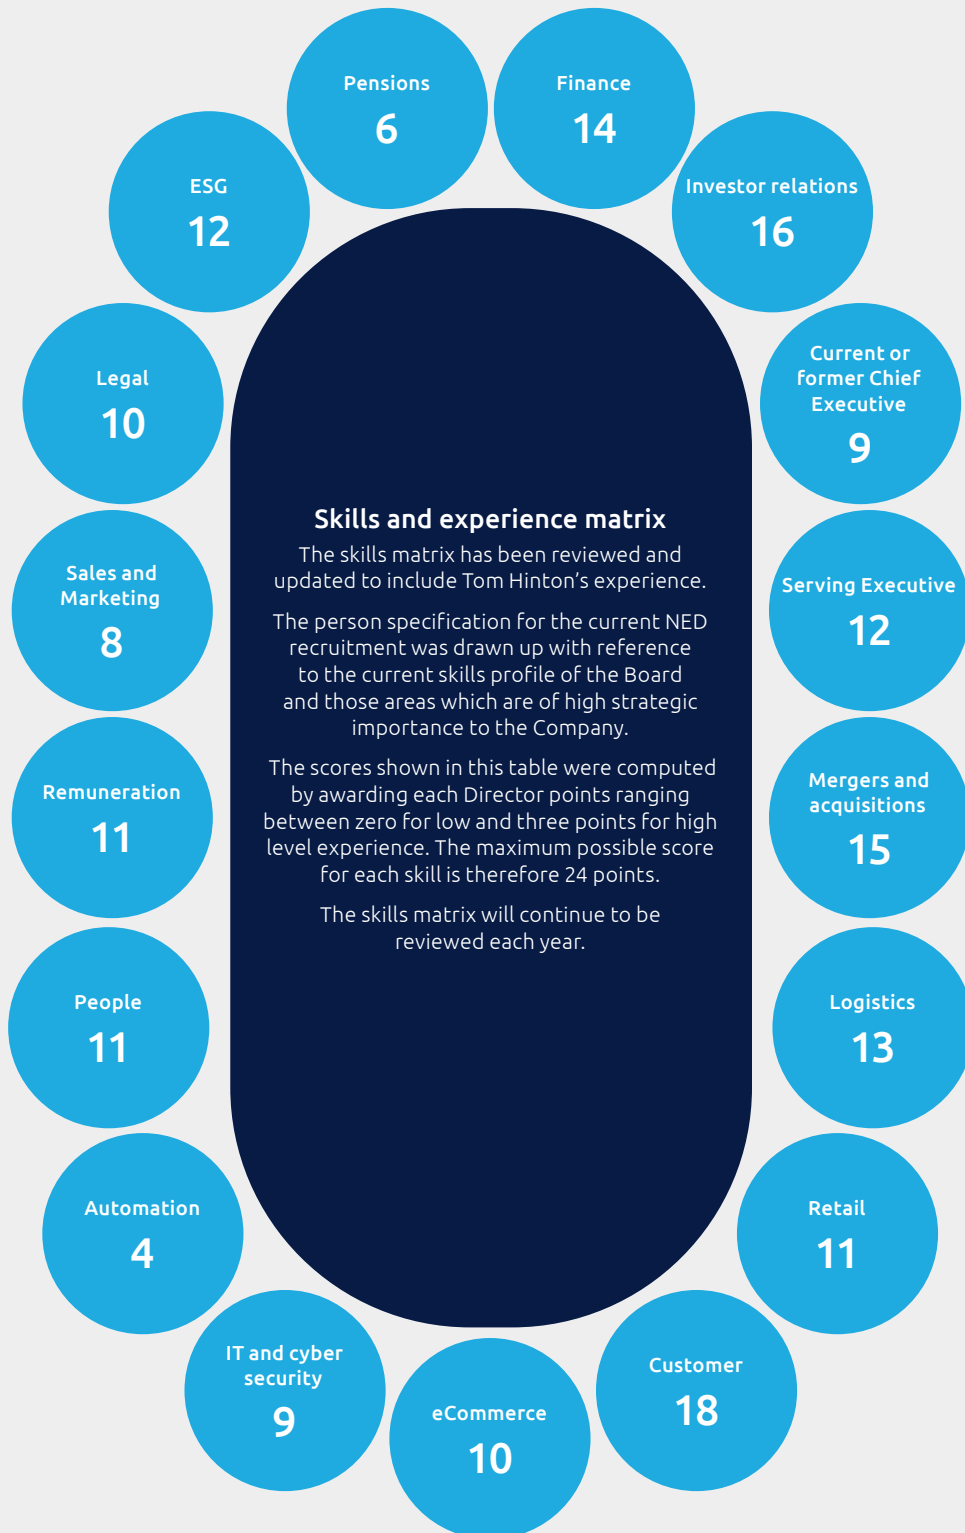 Pensions
6
Finance
14
ESG
12
Investor relations
16
Legal
10
Current or
former Chief
Executive
9
Skills and experience matrix
The skills matrix has been reviewed and
updated to include Tom Hinton’s experience.
The person specification for the current NED
recruitment was drawn up with reference
to the current skills profile of the Board
and those areas which are of high strategic
importance to the Company.
The scores shown in this table were computed
by awarding each Director points ranging
between zero for low and three points for high
level experience. The maximum possible score
for each skill is therefore 24 points.
The skills matrix will continue to be
reviewed each year.
Sales and
Marketing
8
Serving Executive
12
Remuneration
11
Mergers and
acquisitions
15
People
11
Logistics
13
Automation
4
Retail
11
IT and cyber
security
9
eCommerce
10
Customer
18